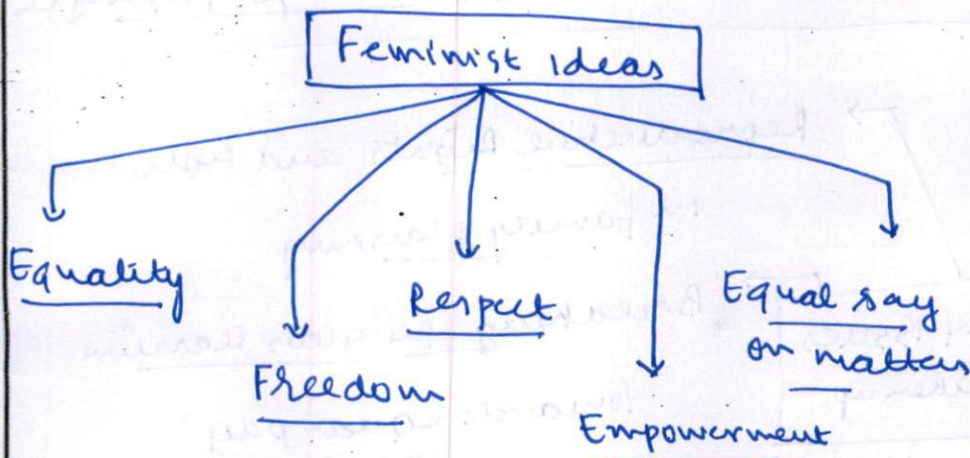 Feminist ideas
Equality
Freedom
Respect
Empowerment
Equal say
on matters